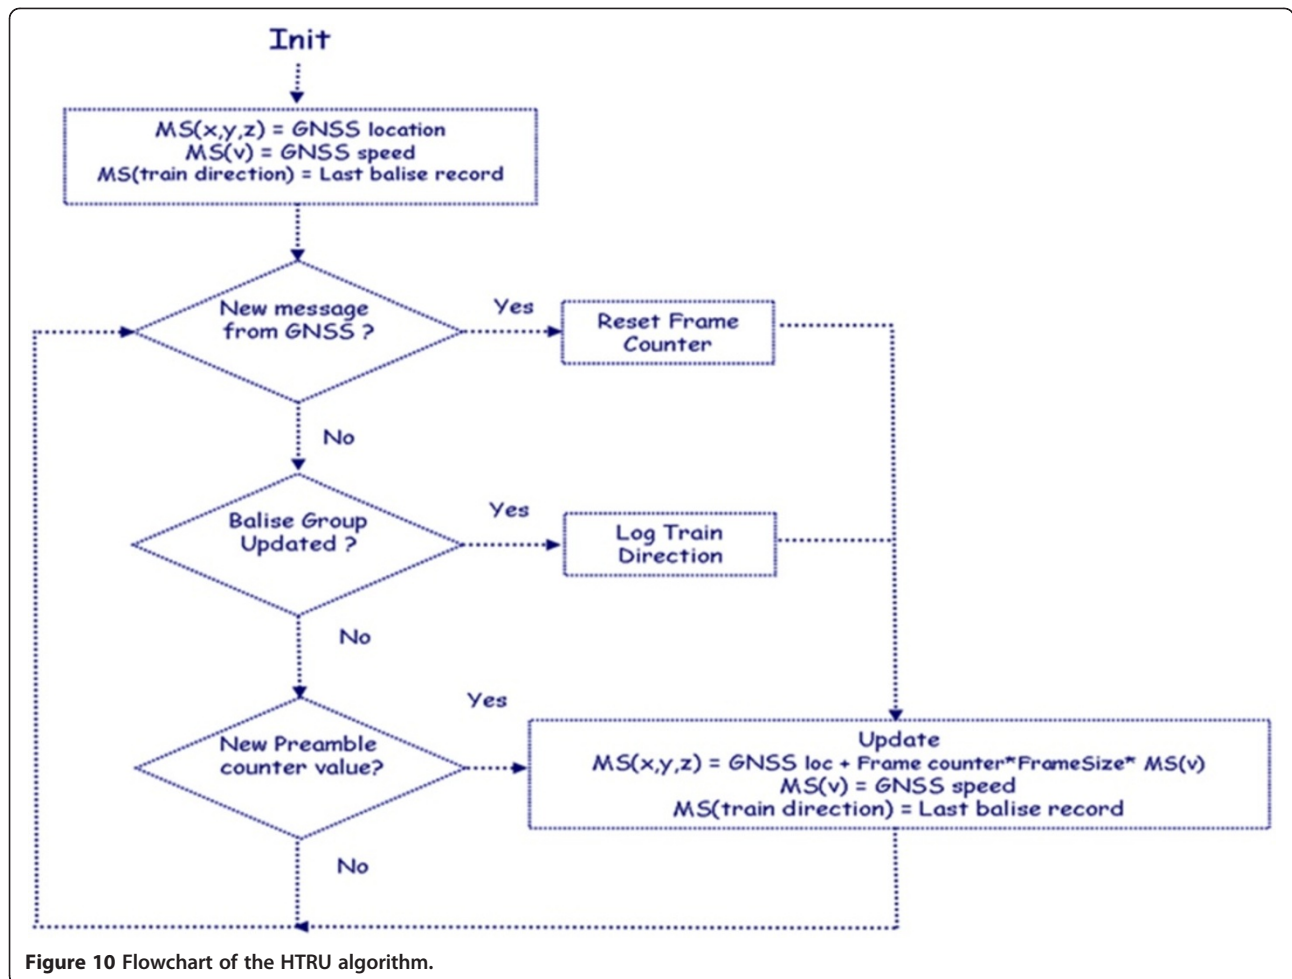 Init
MS(x,y,z) = GNSS location
MS(v) = GNSS speed
MS(train direction) = Last balise record
New message
from GNSS ?
Yes
Reset Frame
Counter
No
Balise Group
Updated ?
Yes
Log Train
Direction
No
New Preamble
counter value?
Yes
Update
MS(x,y,z) = GNSS loc + Frame counter*FrameSize* MS(v)
MS(v) = GNSS speed
MS(train direction) = Last balise record
No
Figure 10 Flowchart of the HTRU algorithm.